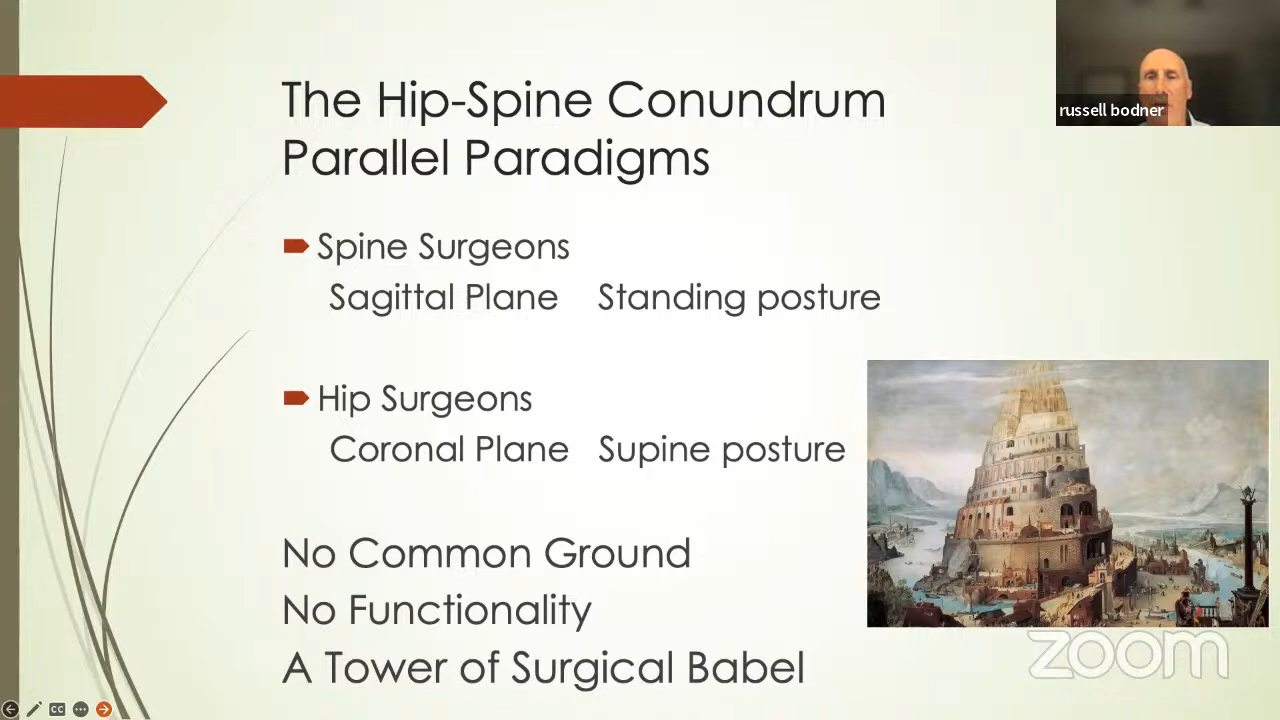 The Hip-Spine Conundrum
Parallel Paradigms
russell bodner
Spine Surgeons
Sagittal Plane Standing posture
Hip Surgeons
Coronal Plane Supine posture
No Common Ground
No Functionality
A Tower of Surgical Babel
zoom
CC